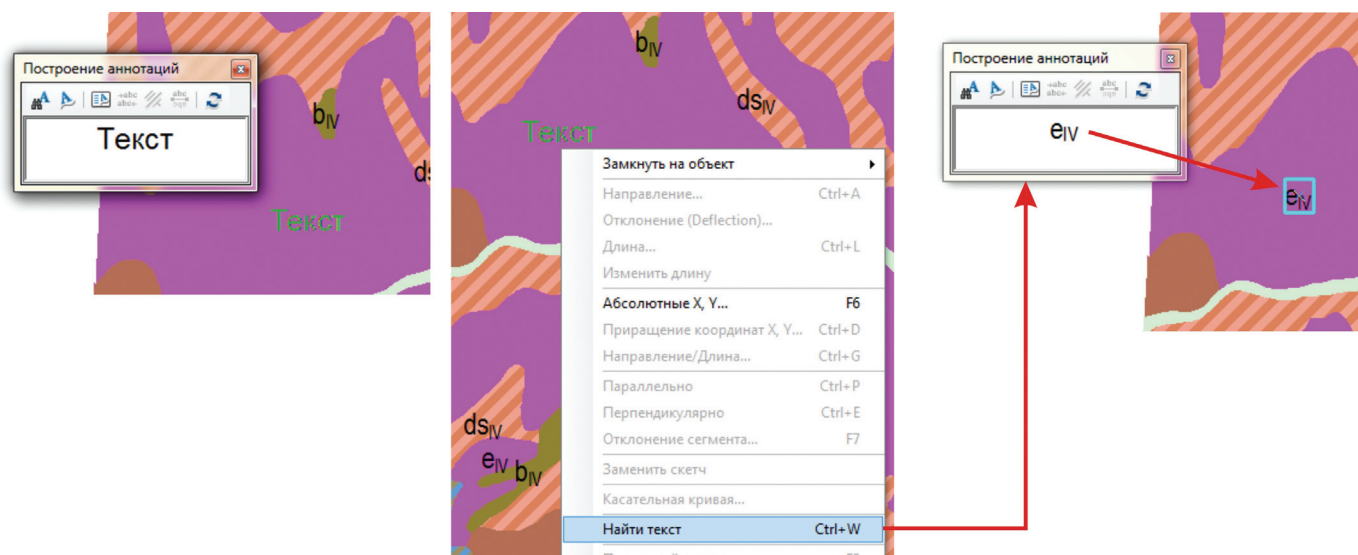 Построение аннотаций
Текст
bIV
Текст
bIV
dsIV
Текст
Замкнуть на объект
Направление... Ctrl+A
Отклонение (Deflection)...
Длина... Ctrl+L
Изменить длину
Абсолютные X, Y... F6
Приращение координат X, Y... Ctrl+D
Направление/Длина... Ctrl+G
Параллельно Ctrl+P
Перпендикулярно Ctrl+E
Отклонение сегмента... F7
Заменить скетч
Касательная кривая...
Найти текст Ctrl+W
dsIV
eIV bIV
Построение аннотаций
eIV
eIV